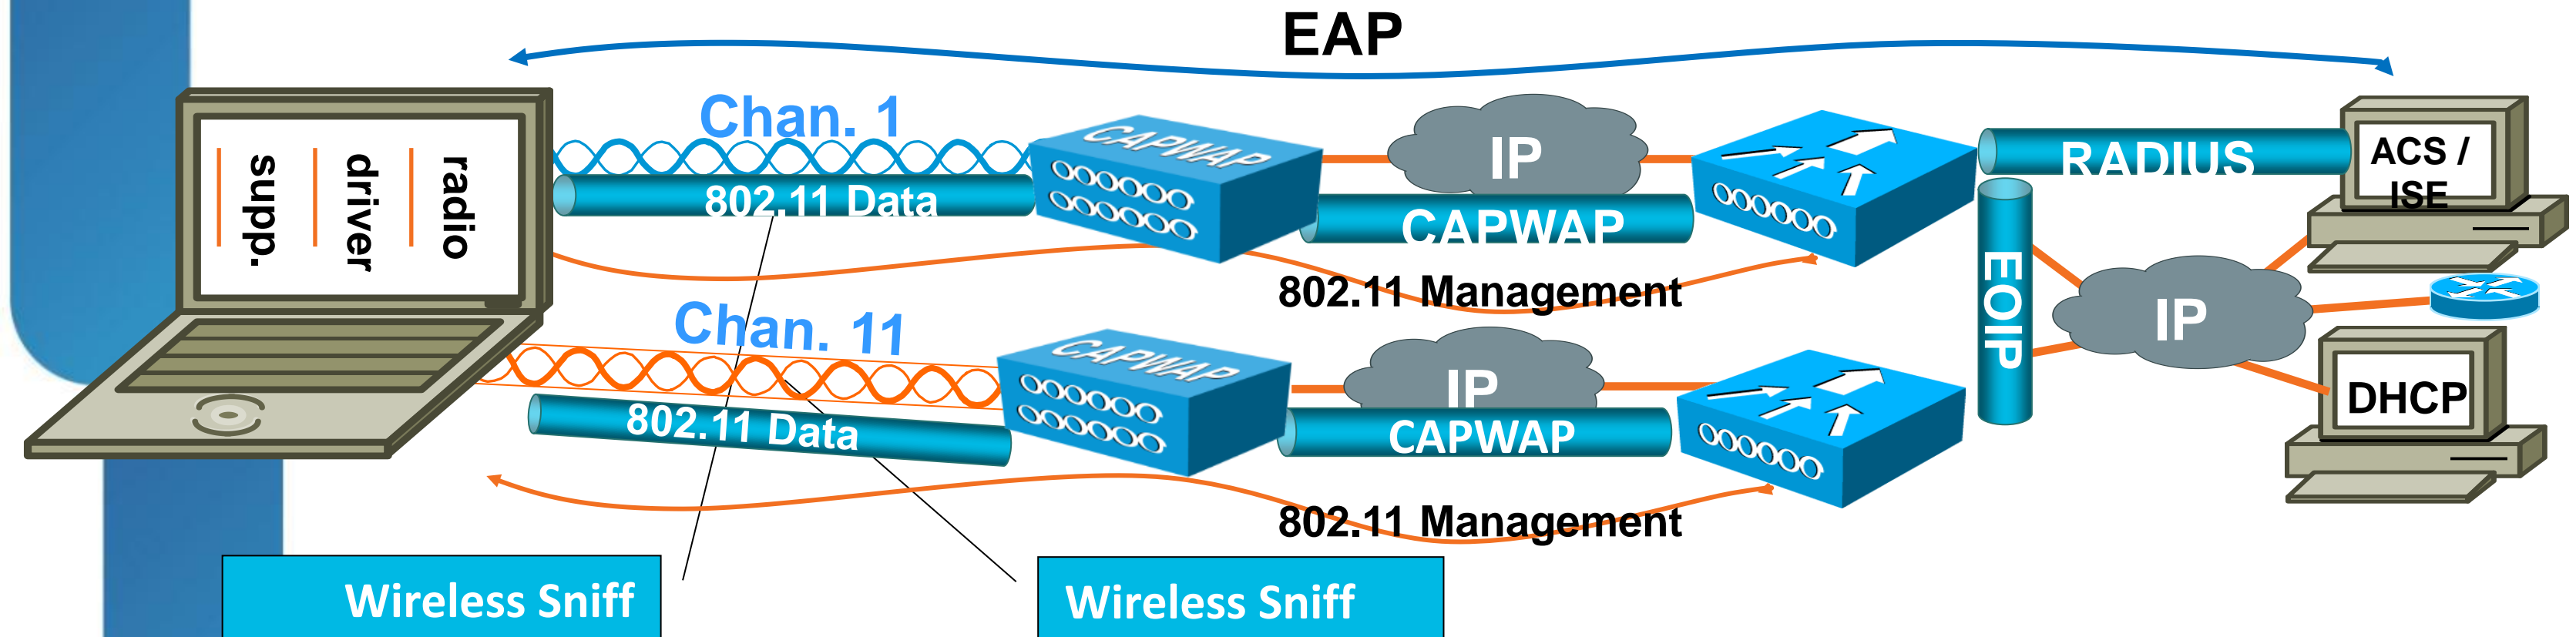 EAP
Chan. 1
CAPWAP
IP
RADIUS
ACS /
ISE
radio
driver
supp.
802.11 Data
CAPWAP
802.11 Management
EOIP
IP
Chan. 11
CAPWAP
IP
802.11 Data
CAPWAP
DHCP
802.11 Management
Wireless Sniff
Wireless Sniff